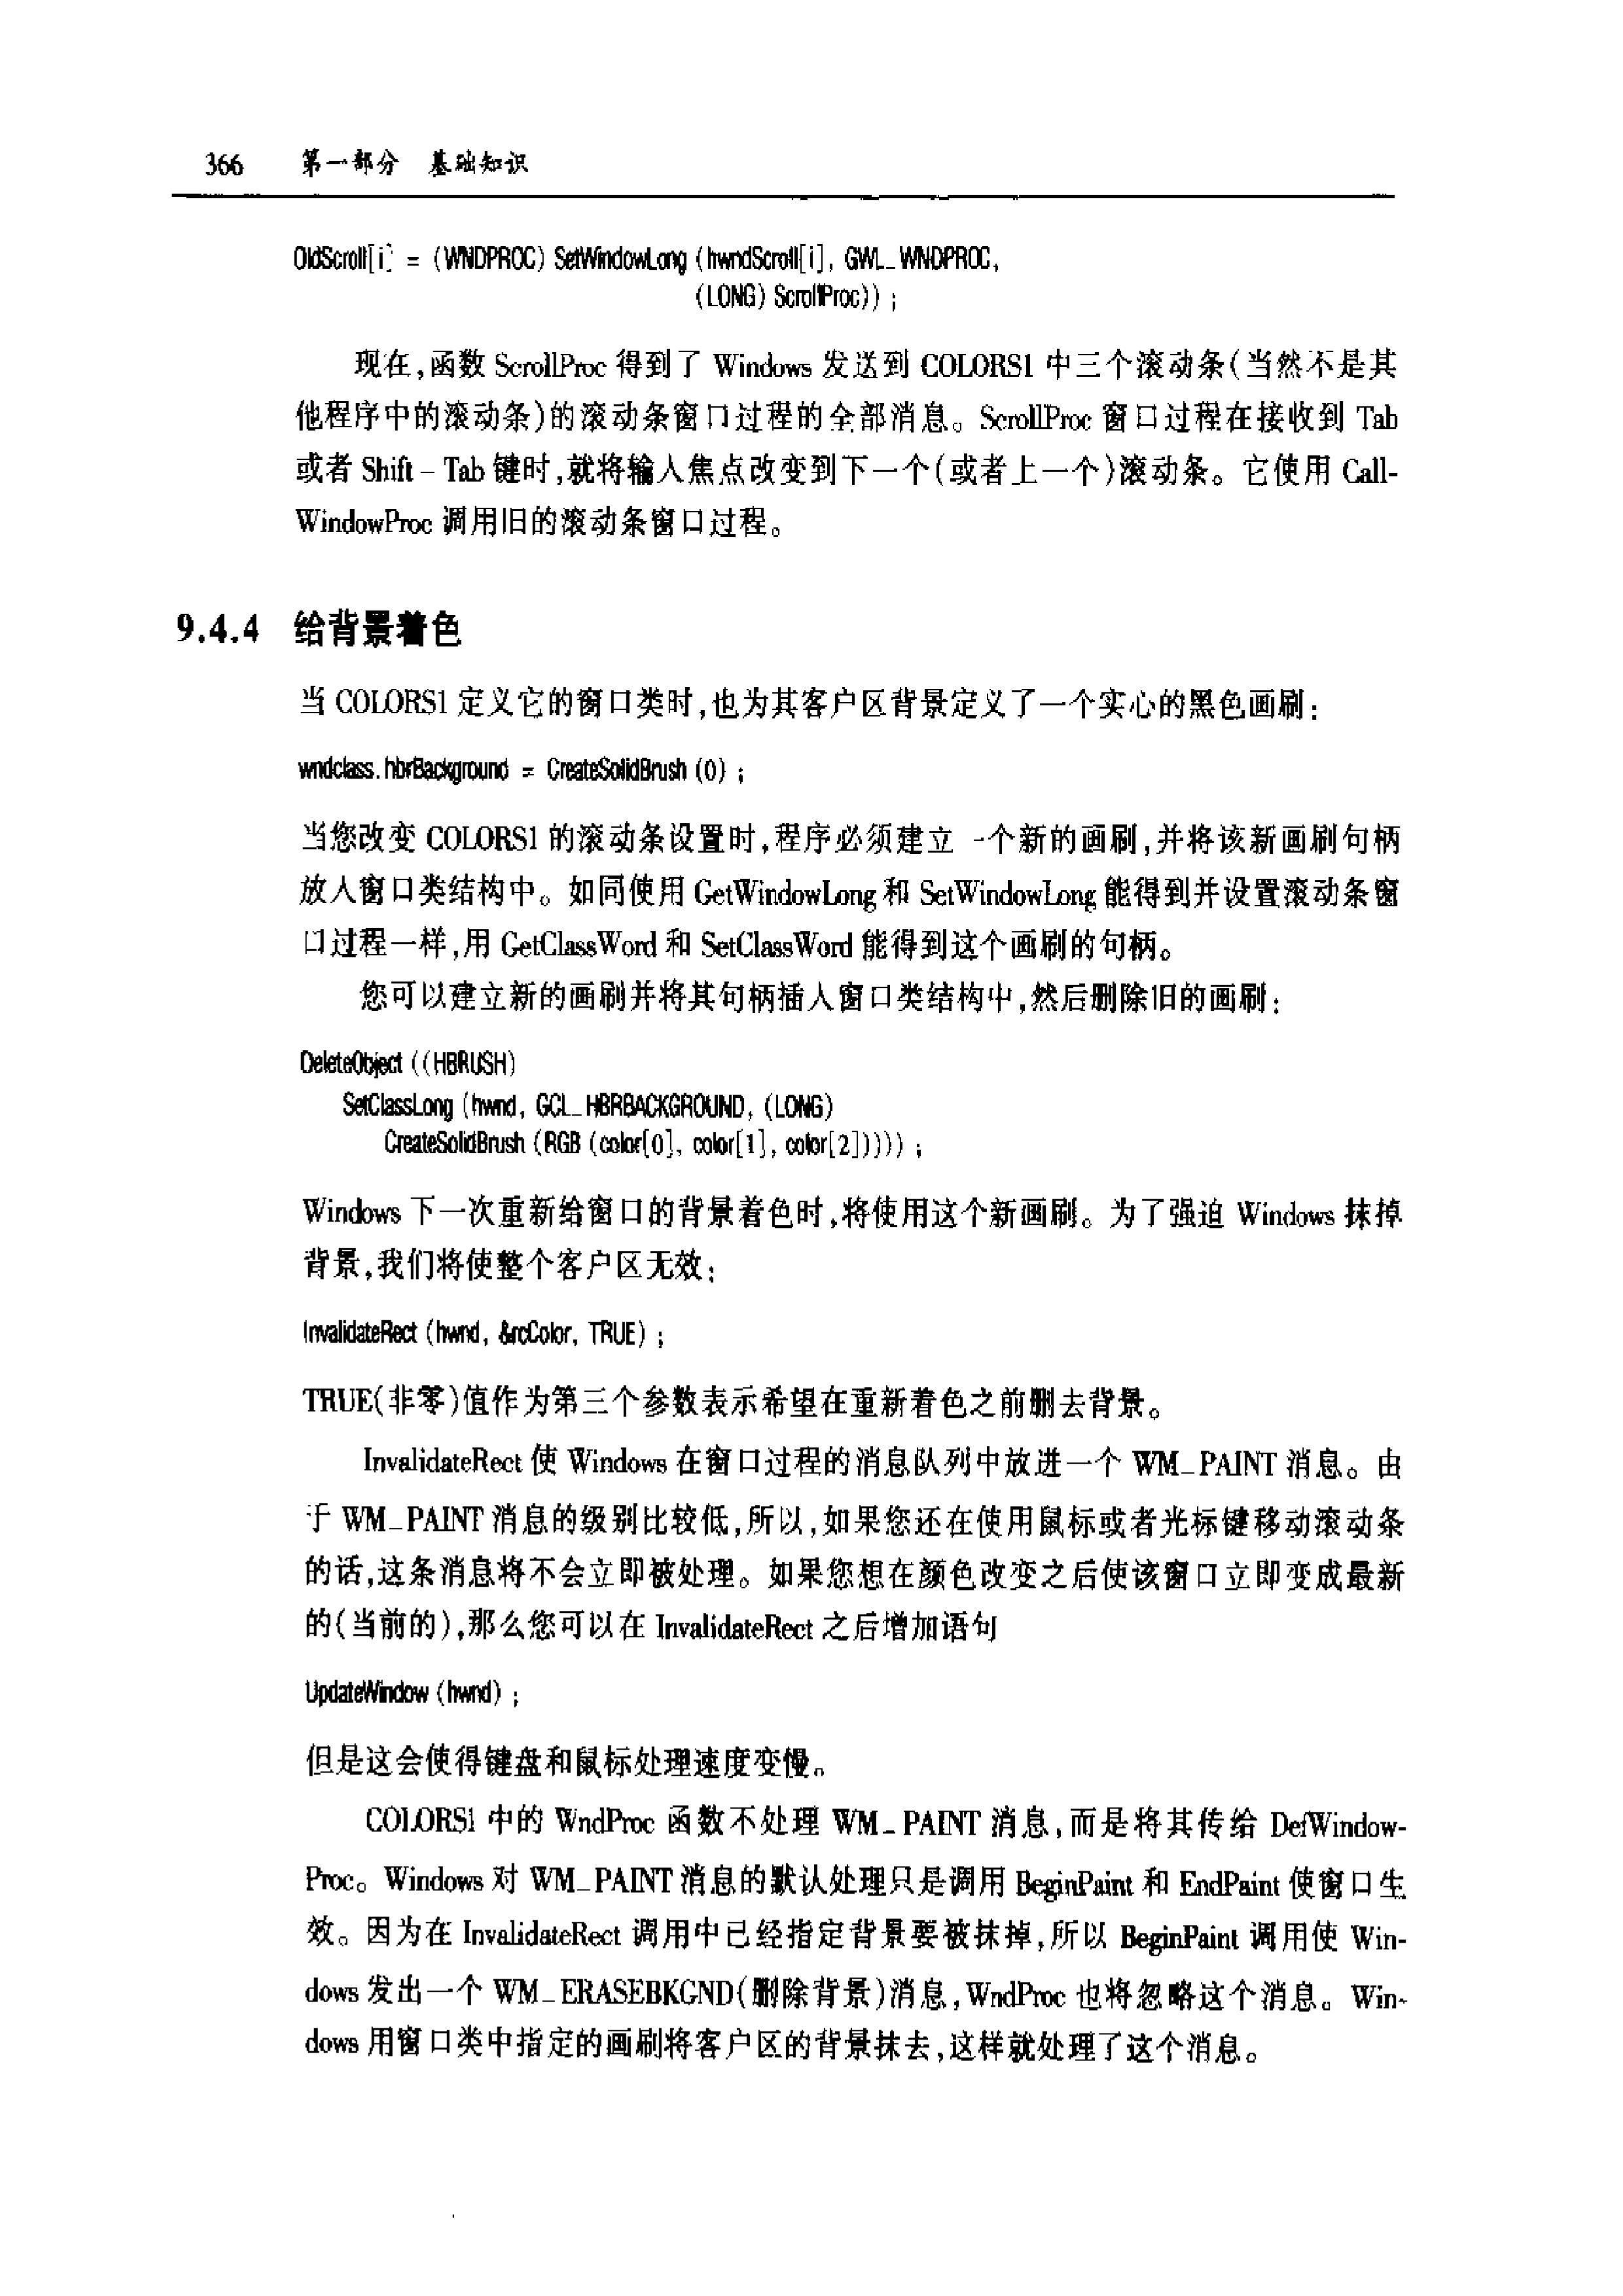 366 第一部分 基础知识
OldScroll[i] = (WNDPROC) SetWindowLong (hwndScroll[i], GWL_WNDPROC,
(LONG) ScrollProc)) ;
现在,函数 ScrollProc 得到了 Windows 发送到 COLORS1 中三个滚动条(当然不是其
他程序中的滚动条)的滚动条窗口过程的全部消息。ScrollProc 窗口过程在接收到 Tab
或者 Shift - Tab 键时,就将输入焦点改变到下一个(或者上一个)滚动条。它使用 Call-
WindowProc 调用旧的滚动条窗口过程。
9.4.4 给背景着色
当 COLORS1 定义它的窗口类时,也为其客户区背景定义了一个实心的黑色画刷:
wndclass.hbrBackground = CreateSolidBrush (0) ;
当您改变 COLORS1 的滚动条设置时,程序必须建立一个新的画刷,并将该新画刷句柄
放入窗口类结构中。如同使用 GetWindowLong 和 SetWindowLong 能得到并设置滚动条窗
口过程一样,用 GetClassWord 和 SetClassWord 能得到这个画刷的句柄。
您可以建立新的画刷并将其句柄插入窗口类结构中,然后删除旧的画刷:
DeleteObject ((HBRUSH)
SetClassLong (hwnd, GCL_HBRBACKGROUND, (LONG)
CreateSolidBrush (RGB (color[0], color[1], color[2])))) ;
Windows 下一次重新给窗口的背景着色时,将使用这个新画刷。为了强迫 Windows 抹掉
背景,我们将使整个客户区无效:
InvalidateRect (hwnd, &rcColor, TRUE) ;
TRUE(非零)值作为第三个参数表示希望在重新着色之前删去背景。
InvalidateRect 使 Windows 在窗口过程的消息队列中放进一个 WM_PAINT 消息。由
于 WM_PAINT 消息的级别比较低,所以,如果您还在使用鼠标或者光标键移动滚动条
的话,这条消息将不会立即被处理。如果您想在颜色改变之后使该窗口立即变成最新
的(当前的),那么您可以在 InvalidateRect 之后增加语句
UpdateWindow (hwnd) ;
但是这会使得键盘和鼠标处理速度变慢。
COLORS1 中的 WndProc 函数不处理 WM_PAINT 消息,而是将其传给 DefWindow-
Proc。Windows 对 WM_PAINT 消息的默认处理只是调用 BeginPaint 和 EndPaint 使窗口生
效。因为在 InvalidateRect 调用中已经指定背景要被抹掉,所以 BeginPaint 调用使 Win-
dows 发出一个 WM_ERASEBKGND(删除背景)消息,WndProc 也将忽略这个消息。Win-
dows 用窗口类中指定的画刷将客户区的背景抹去,这样就处理了这个消息。